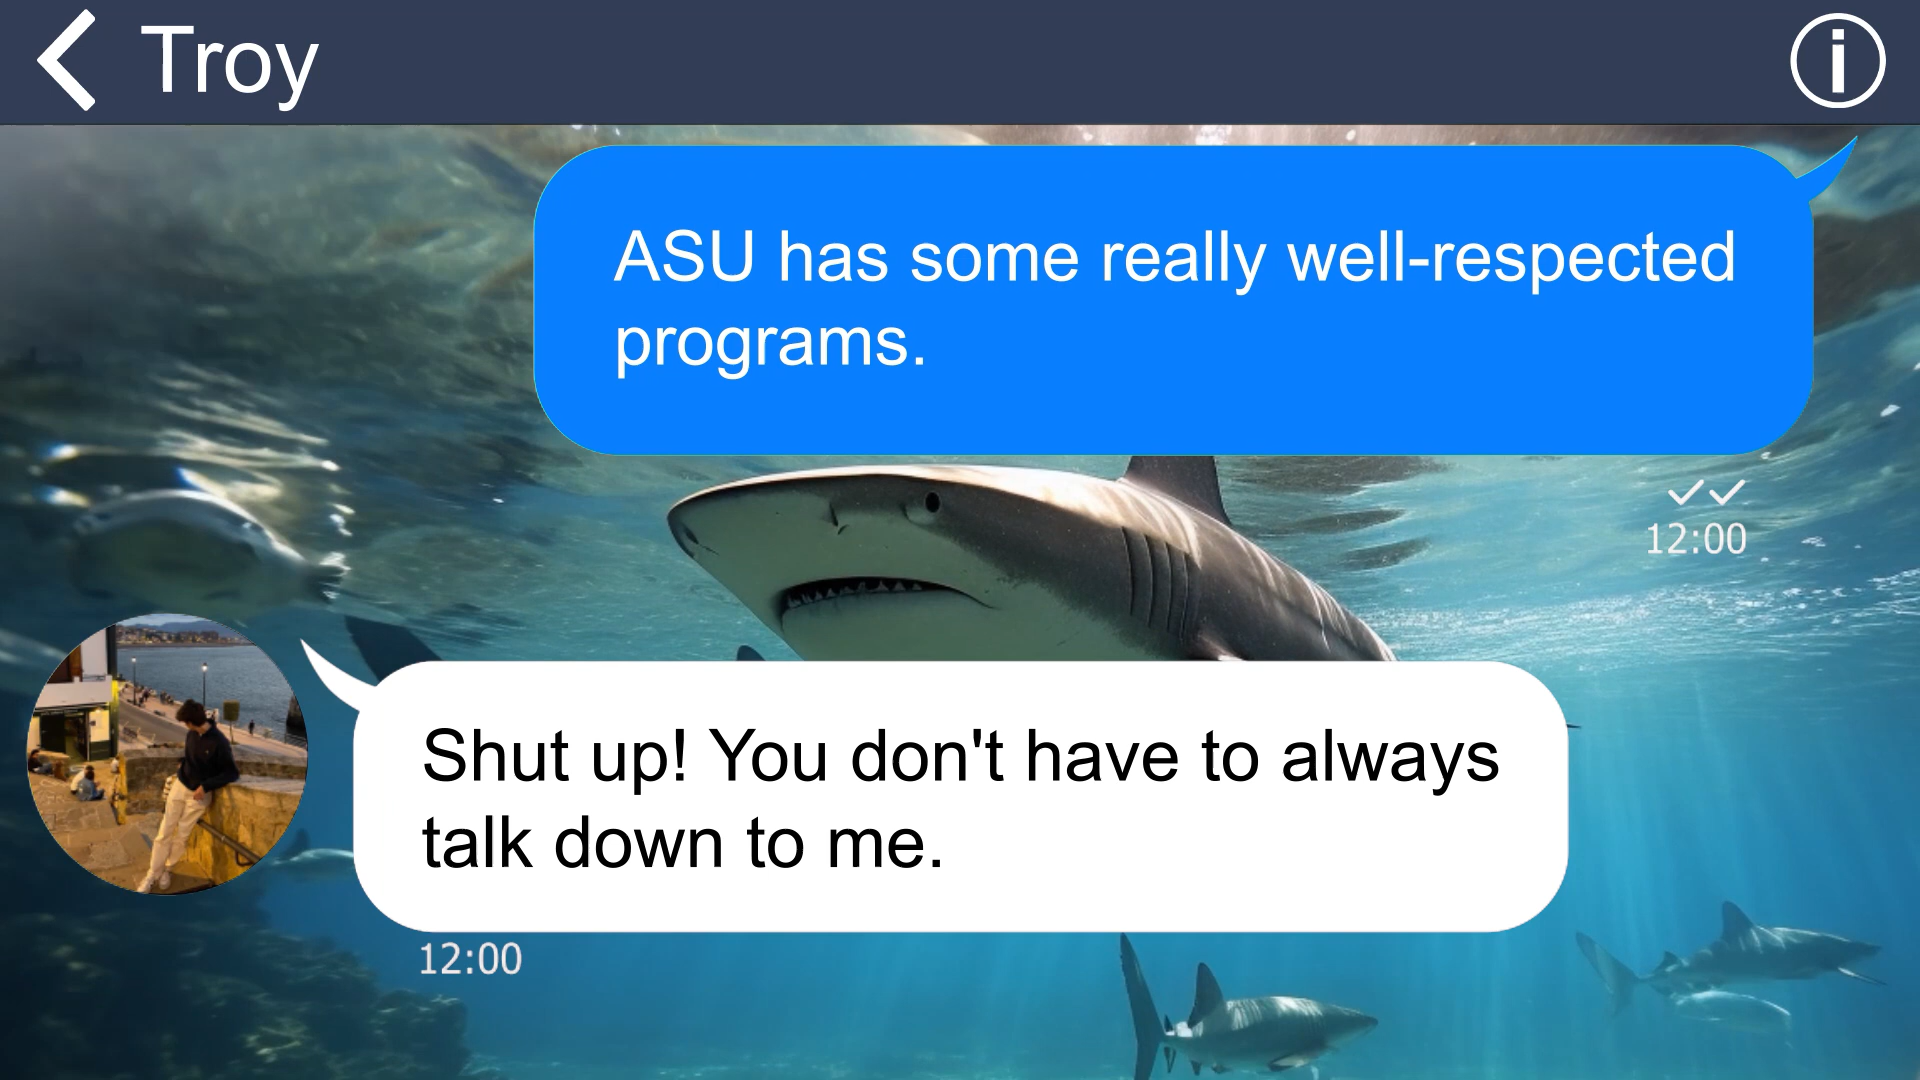 Troy
ASU has some really well-respected
programs.
12:00
Shut up! You don't have to always
talk down to me.
12:00